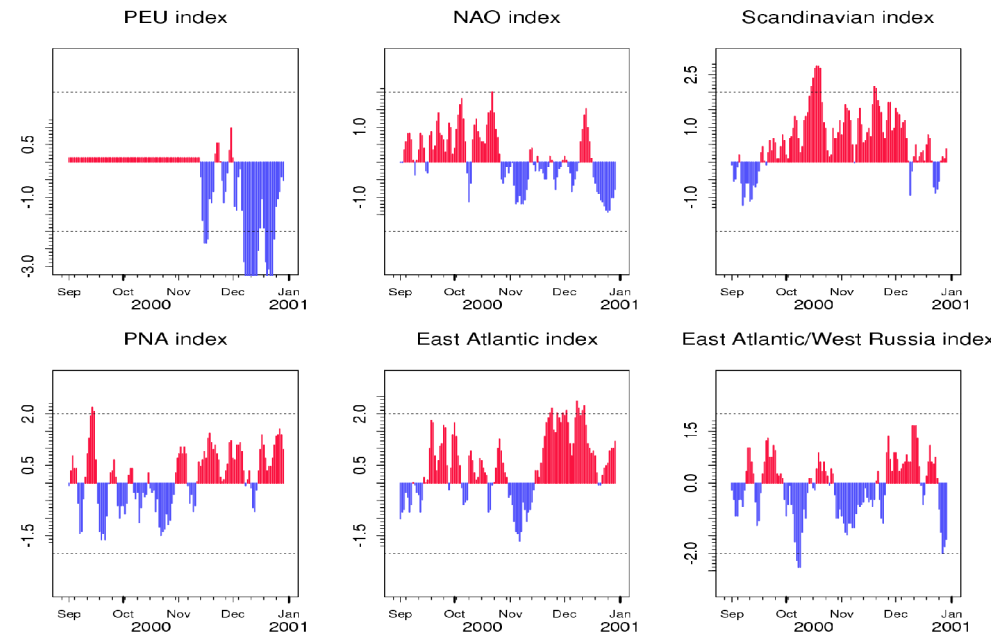 PEU index
0.5
-1.0
-3.0
Sep Oct Nov Dec Jan
2000 2001
NAO index
1.0
-1.0
Sep Oct Nov Dec Jan
2000 2001
Scandinavian index
2.5
1.0
-1.0
Sep Oct Nov Dec Jan
2000 2001
PNA index
2.0
0.5
-1.5
Sep Oct Nov Dec Jan
2000 2001
East Atlantic index
2.0
0.5
-1.5
Sep Oct Nov Dec Jan
2000 2001
East Atlantic/West Russia index
1.5
0.0
-2.0
Sep Oct Nov Dec Jan
2000 2001